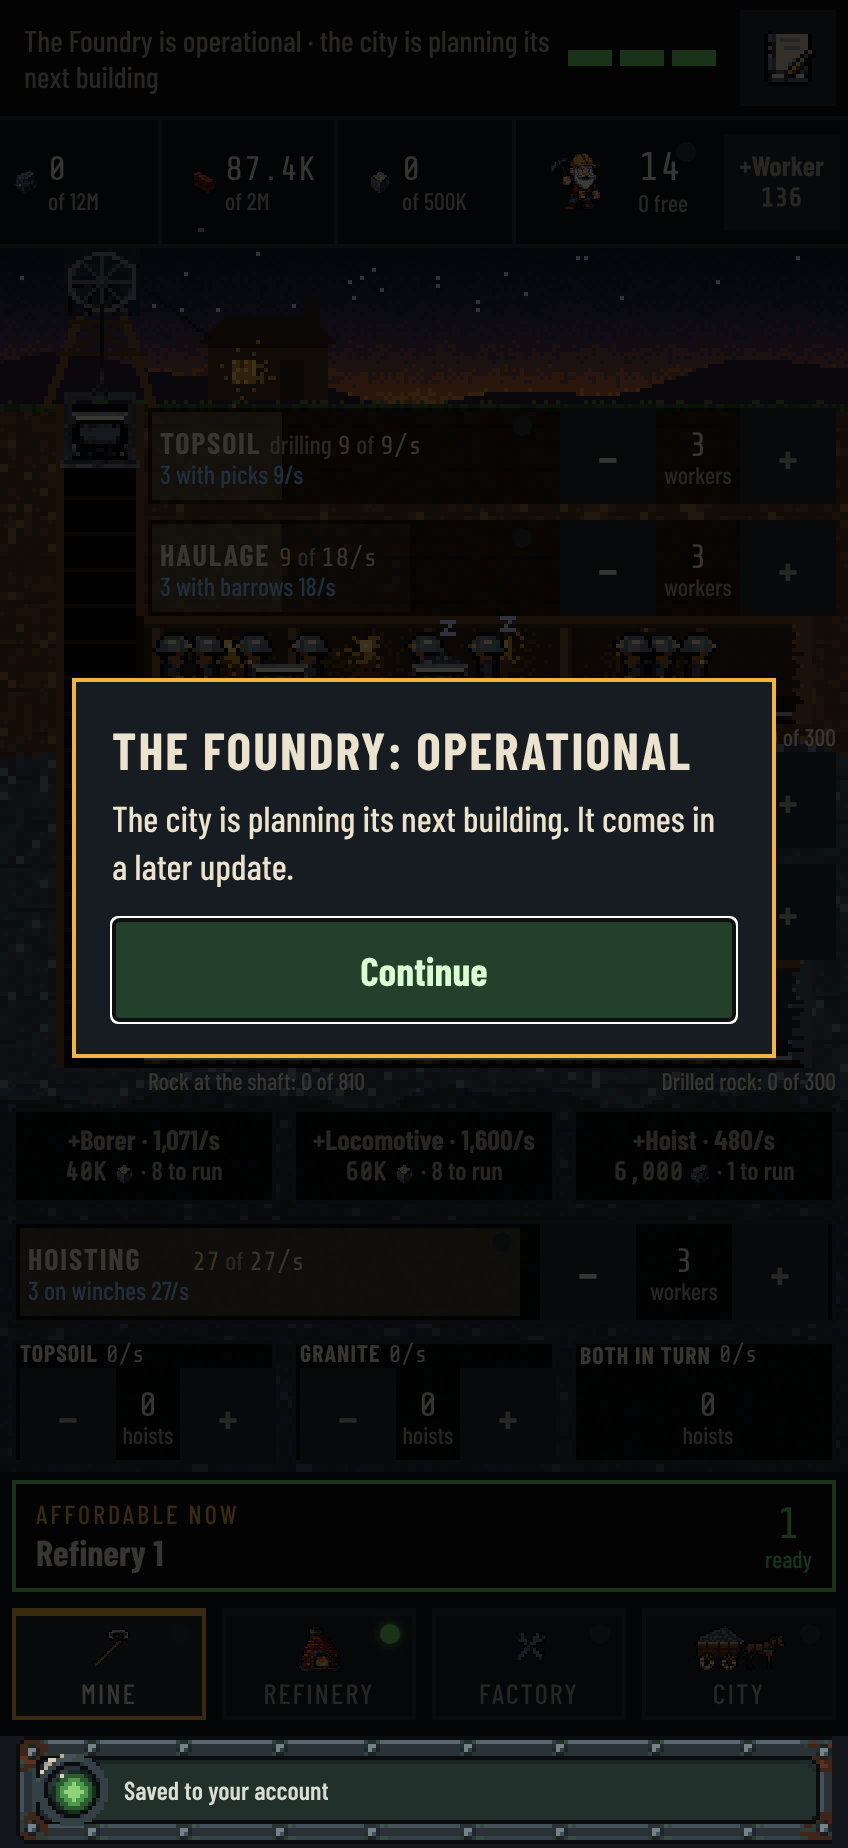 The Foundry is operational · the city is planning its
next building
0
of 12M
87.4K
of 2M
0
of 500K
14
0 free
+Worker
136
TOPSOIL drilling 9 of 9/s
3 with picks 9/s
−
3
workers
+
HAULAGE 9 of 18/s
3 with barrows 18/s
−
3
workers
+
z z
of 300
THE FOUNDRY: OPERATIONAL
The city is planning its next building. It comes in
a later update.
Continue
+
+
Rock at the shaft: 0 of 810
Drilled rock: 0 of 300
+Borer · 1,071/s
40K · 8 to run
+Locomotive · 1,600/s
60K · 8 to run
+Hoist · 480/s
6,000 · 1 to run
HOISTING 27 of 27/s
3 on winches 27/s
−
3
workers
+
TOPSOIL 0/s
−
0
hoists
+
GRANITE 0/s
−
0
hoists
+
BOTH IN TURN 0/s
0
hoists
AFFORDABLE NOW
Refinery 1
1
ready
MINE
REFINERY
FACTORY
CITY
Saved to your account